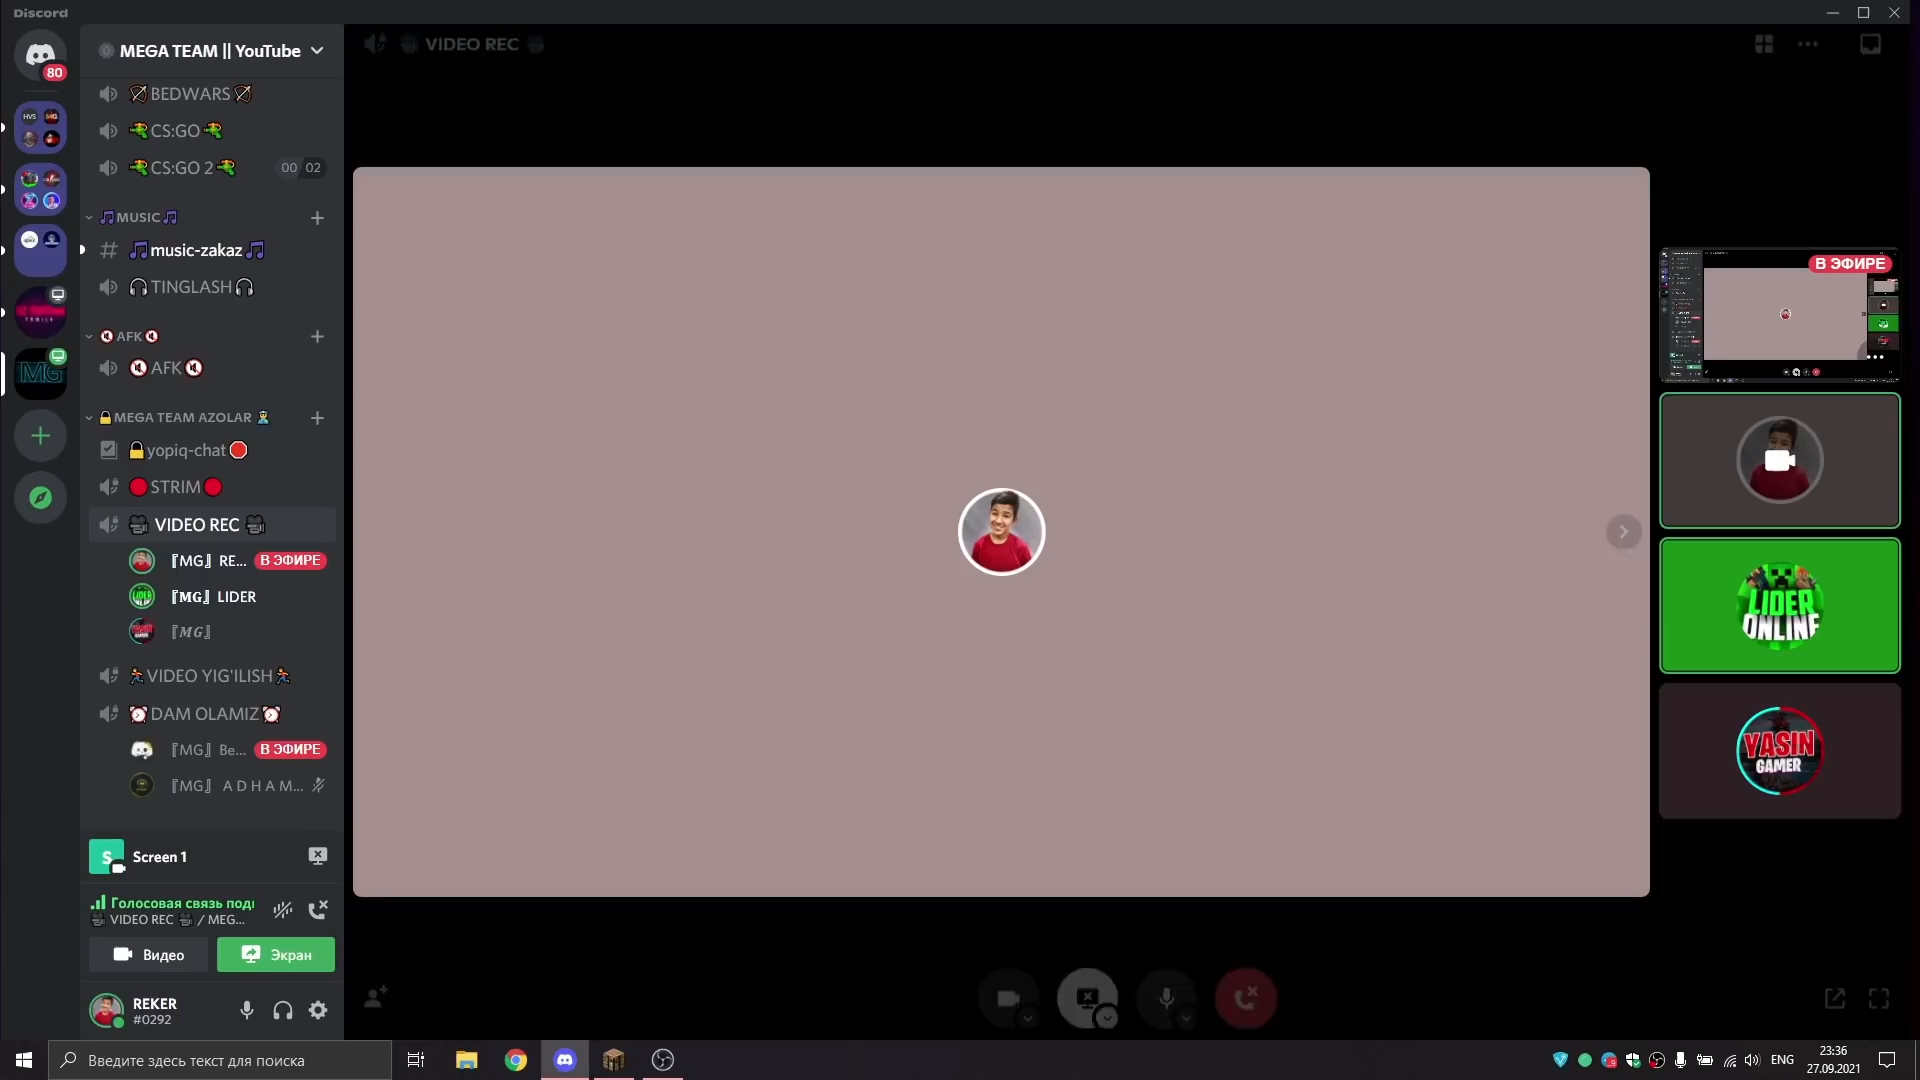 Discord
80
MEGA TEAM || YouTube
BEDWARS
CS:GO
CS:GO 2
00 02
MUSIC
music-zakaz
TINGLASH
AFK
AFK
MEGA TEAM AZOLAR
yopiq-chat
STRIM
VIDEO REC
『MG』 RE... В ЭФИРЕ
『MG』 LIDER
『MG』
VIDEO YIG'ILISH
DAM OLAMIZ
『MG』 Be... В ЭФИРЕ
『MG』 A D H A M...
S
Screen 1
Голосовая связь подк
VIDEO REC / MEG...
Видео
Экран
REKER
#0292
HVS
MG
MG
VIDEO REC
В ЭФИРЕ
LIDER
ONLINE
YASIN
GAMER
Введите здесь текст для поиска
ENG
23:36
27.09.2021